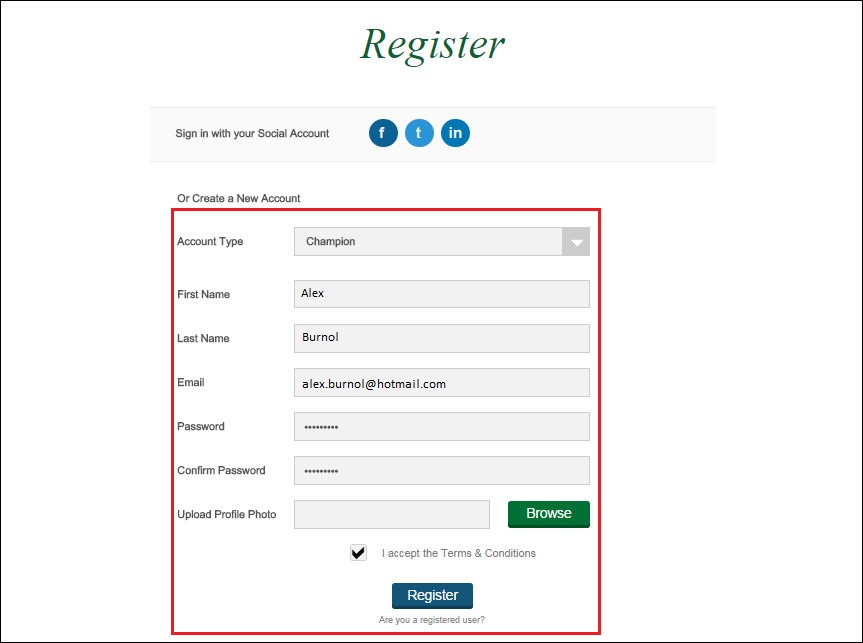 Register
Sign in with your Social Account f t in
Or Create a New Account
Account Type Champion
First Name Alex
Last Name Burnol
Email alex.burnol@hotmail.com
Password •••••••••
Confirm Password •••••••••
Upload Profile Photo Browse
I accept the Terms & Conditions
Register
Are you a registered user?